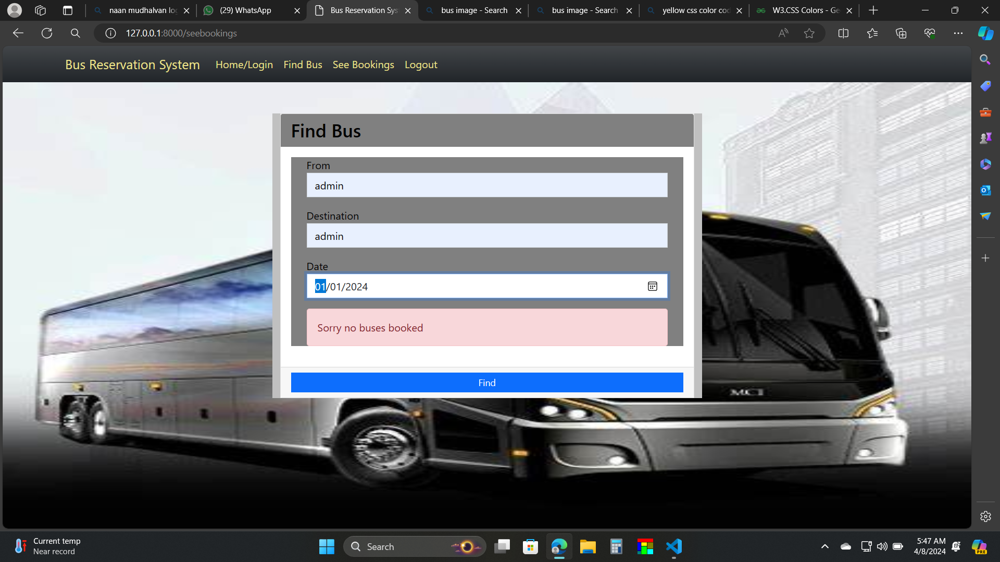 naan mudhalvan log
(29) WhatsApp
Bus Reservation Sys
bus image - Search
bus image - Search
yellow css color cod
W3.CSS Colors - Ge
127.0.0.1:8000/seebookings
Bus Reservation System
Home/Login
Find Bus
See Bookings
Logout
Find Bus
From
admin
Destination
admin
Date
01/01/2024
Sorry no buses booked
Find
MCI
Current temp
Near record
Search
5:47 AM
4/8/2024
PRE